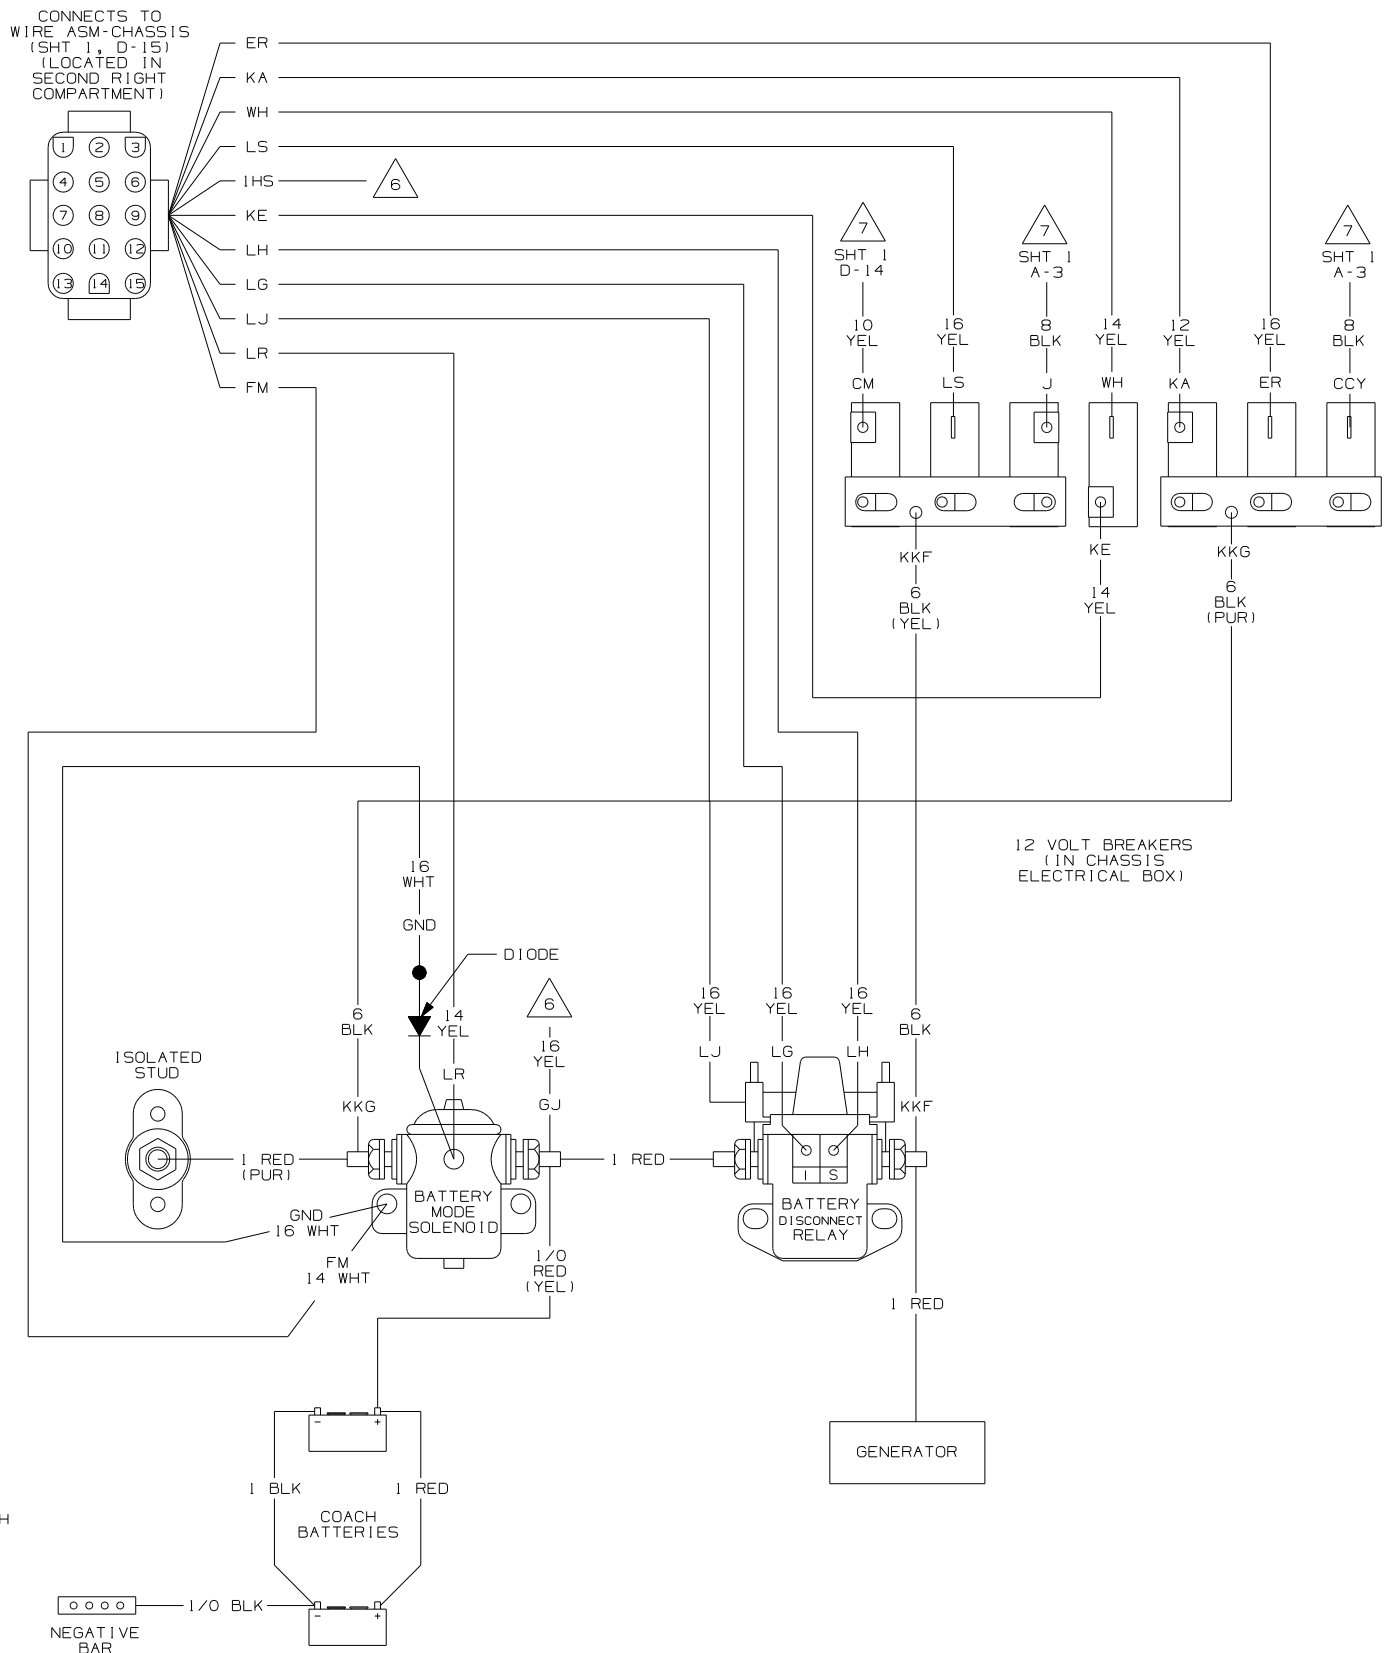 CONNECTS TO
WIRE ASM-CHASSIS
(SHT 1, D-15)
(LOCATED IN
SECOND RIGHT
COMPARTMENT)
1 2 3
4 5 6
7 8 9
10 11 12
13 14 15
ER
KA
WH
LS
1HS
6
KE
LH
LG
LJ
LR
FM
7
SHT 1
D-14
7
SHT 1
A-3
7
SHT 1
A-3
10
YEL
16
YEL
8
BLK
14
YEL
12
YEL
16
YEL
8
BLK
CM
LS
J
WH
KA
ER
CCY
KKF
KE
KKG
6
BLK
(YEL)
14
YEL
6
BLK
(PUR)
12 VOLT BREAKERS
(IN CHASSIS
ELECTRICAL BOX)
16
WHT
GND
DIODE
6
6
BLK
14
YEL
16
YEL
16
YEL
16
YEL
16
YEL
6
BLK
ISOLATED
STUD
LR
LJ
LG
LH
KKG
GJ
KKF
1 RED
(PUR)
1 RED
I S
BATTERY
MODE
SOLENOID
BATTERY
DISCONNECT
RELAY
GND
16 WHT
FM
14 WHT
1/0
RED
(YEL)
1 RED
- +
GENERATOR
1 BLK
1 RED
COACH
BATTERIES
H
1/0 BLK
- +
NEGATIVE
BAR